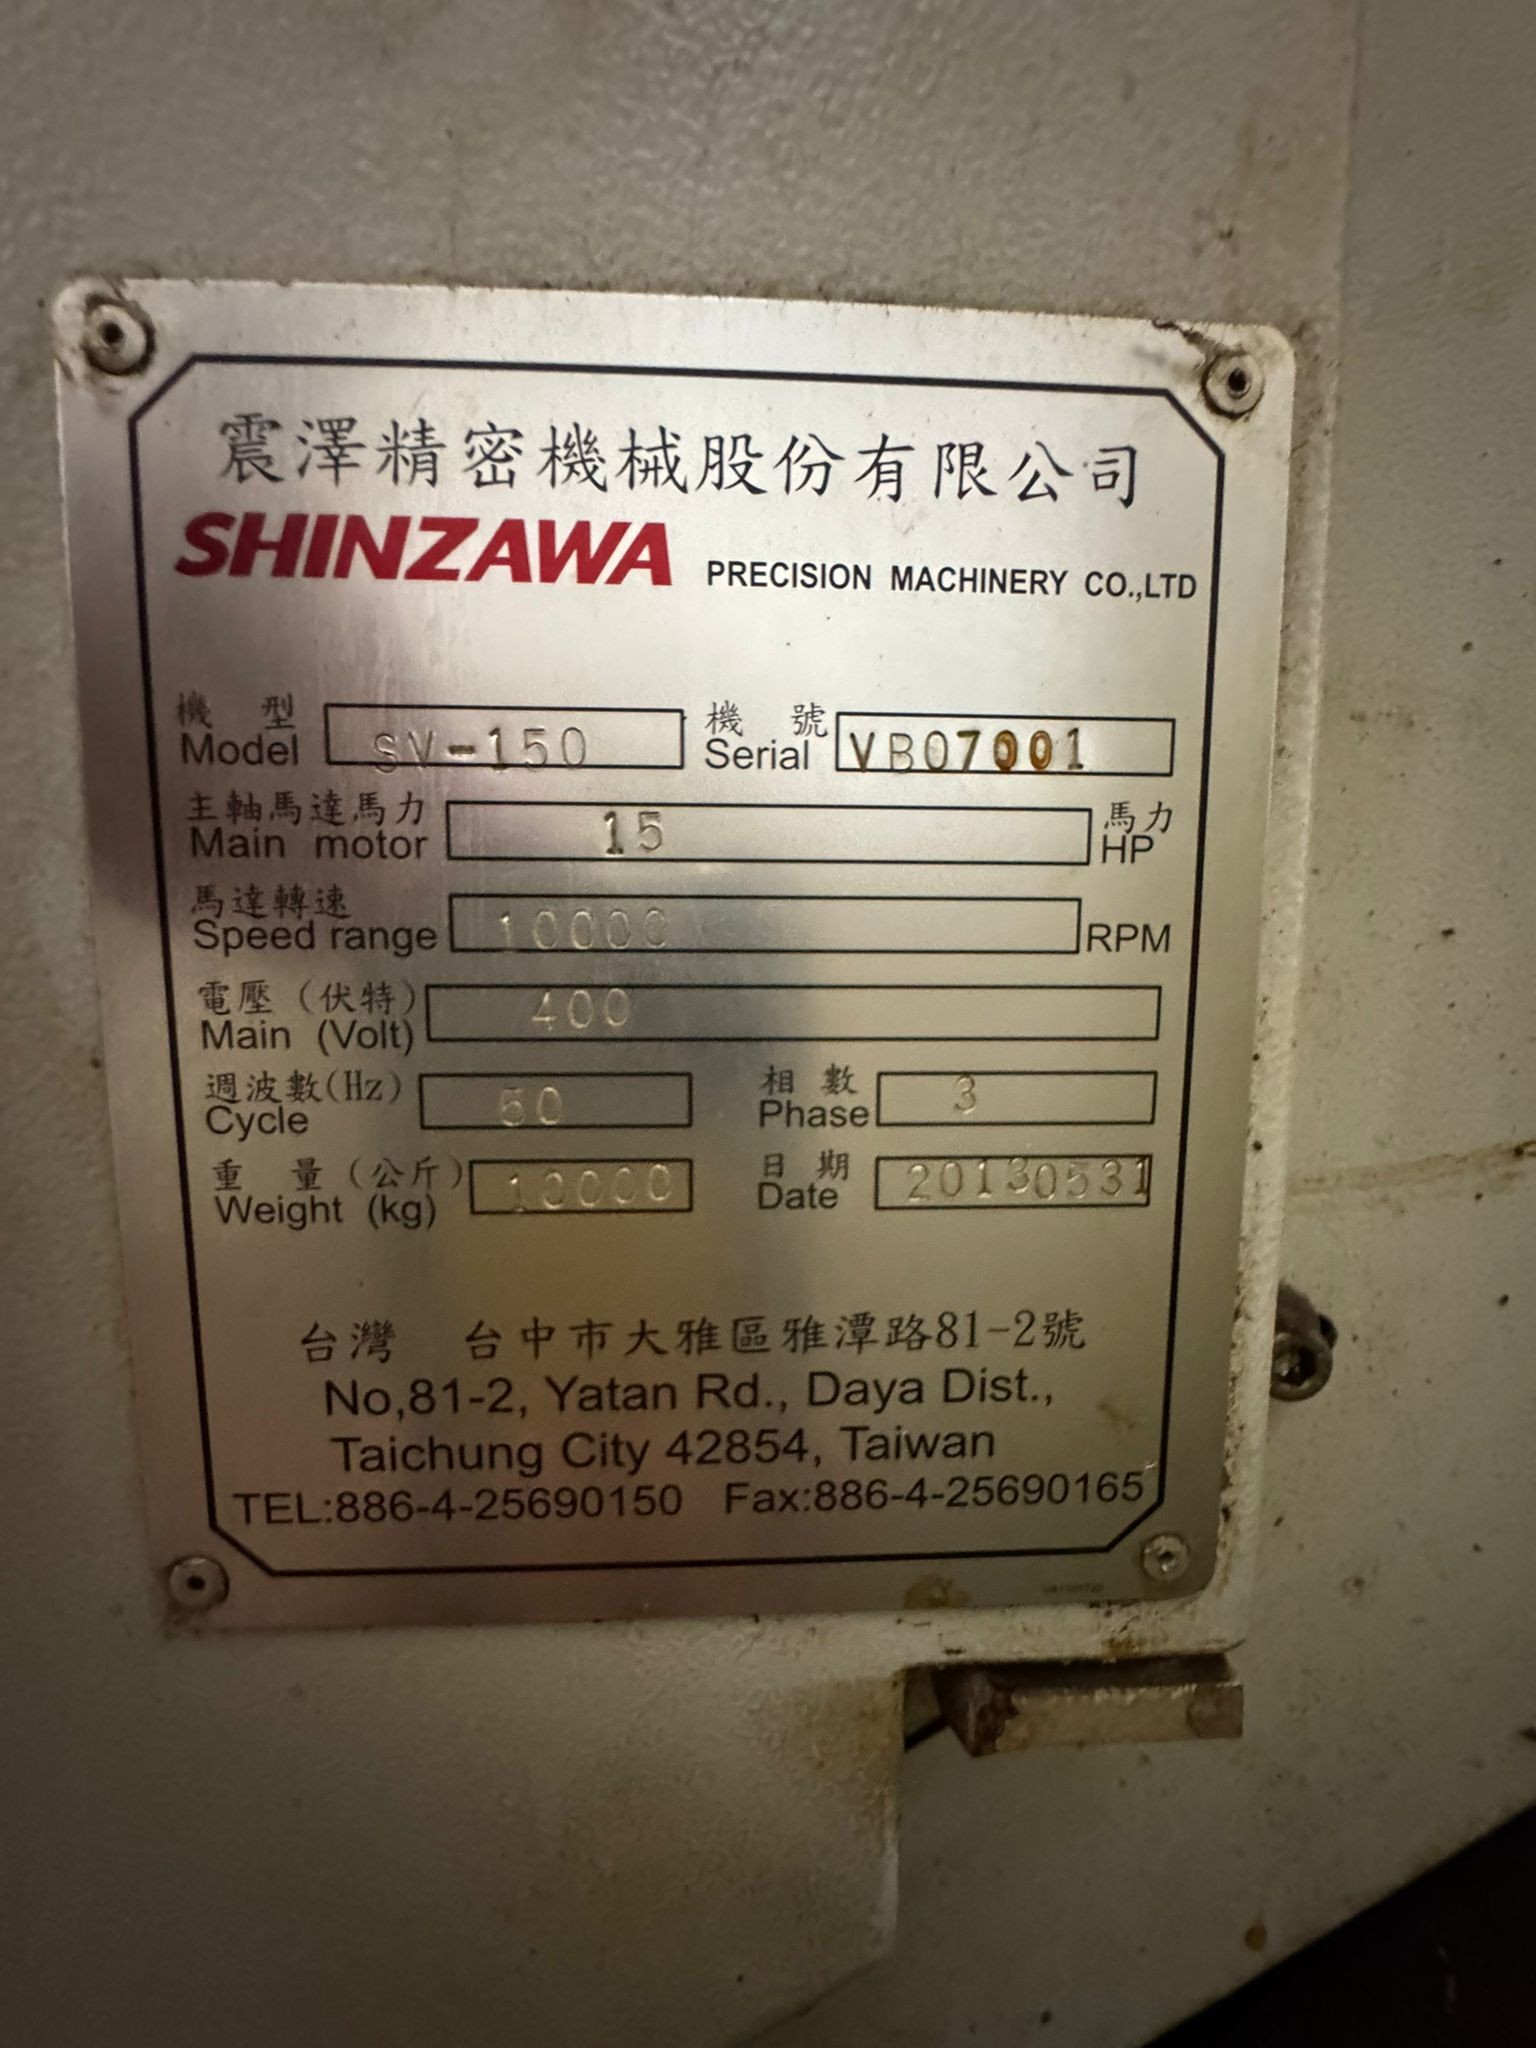 震澤精密機械股份有限公司
SHINZAWA PRECISION MACHINERY CO.,LTD
機型 Model SV-150 機號 Serial VB07001
主軸馬達馬力 Main motor 15 馬力 HP
馬達轉速 Speed range 10000 RPM
電壓(伏特) Main (Volt) 400
週波數(Hz) Cycle 50 相數 Phase 3
重量(公斤) Weight (kg) 10000 日期 Date 20130531
台灣 台中市大雅區雅潭路81-2號
No,81-2, Yatan Rd., Daya Dist.,
Taichung City 42854, Taiwan
TEL:886-4-25690150 Fax:886-4-25690165